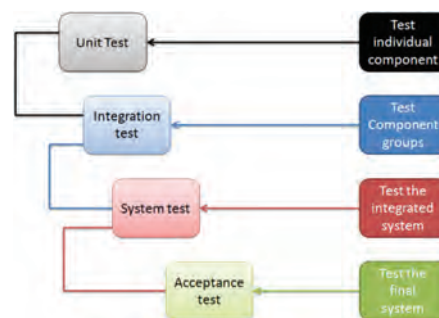 Unit Test
Test
individual
component
Integration
test
Test
Component
groups
System test
Test the
integrated
system
Acceptance
test
Test the
final
system